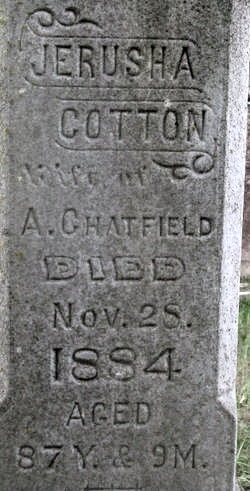 JERUSHA
COTTON
Wife of
A. CHATFIELD
DIED
Nov. 28.
1884
AGED
87 Y. & 9 M.